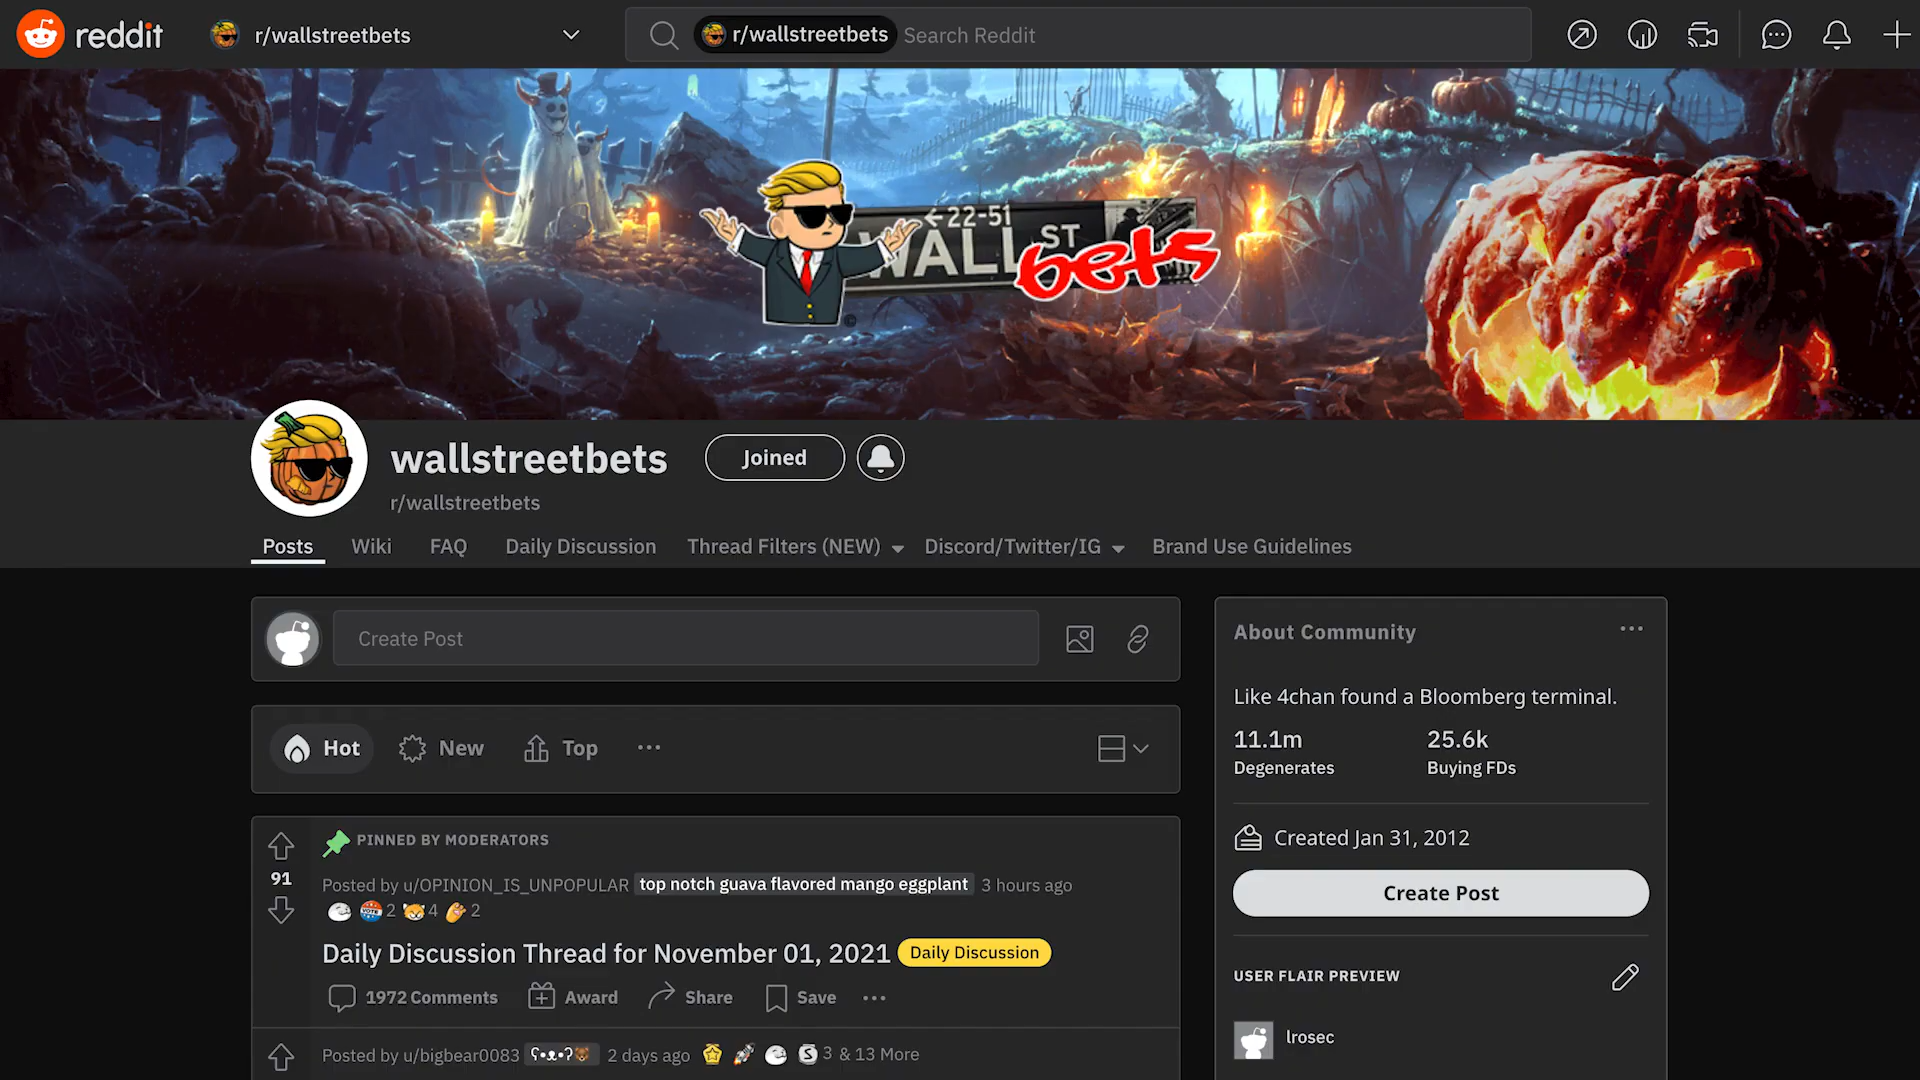 reddit
r/wallstreetbets
r/wallstreetbets Search Reddit
←22-51
WALL ST
bets
wallstreetbets
Joined
r/wallstreetbets
Posts
Wiki
FAQ
Daily Discussion
Thread Filters (NEW)
Discord/Twitter/IG
Brand Use Guidelines
Create Post
Hot
New
Top
PINNED BY MODERATORS
91
Posted by u/OPINION_IS_UNPOPULAR top notch guava flavored mango eggplant 3 hours ago
VOTE 2 4 2
Daily Discussion Thread for November 01, 2021 Daily Discussion
1972 Comments
Award
Share
Save
Posted by u/bigbear0083 ʕ•ᴥ•ʔ🐻 2 days ago S 3 & 13 More
About Community
Like 4chan found a Bloomberg terminal.
11.1m 25.6k
Degenerates Buying FDs
Created Jan 31, 2012
Create Post
USER FLAIR PREVIEW
lrosec